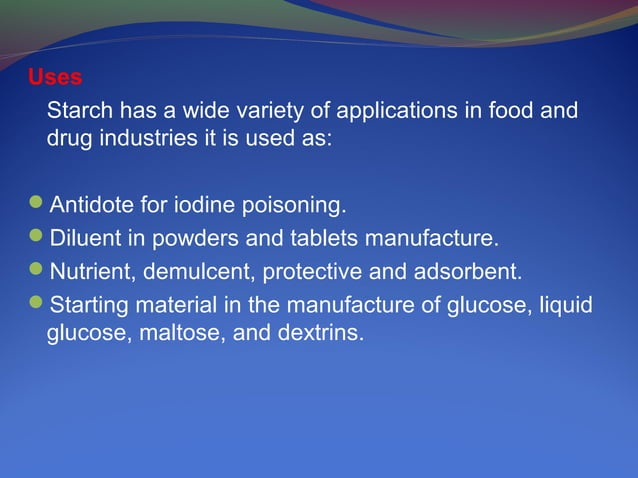 Uses
Starch has a wide variety of applications in food and
drug industries it is used as:
Antidote for iodine poisoning.
Diluent in powders and tablets manufacture.
Nutrient, demulcent, protective and adsorbent.
Starting material in the manufacture of glucose, liquid
glucose, maltose, and dextrins.